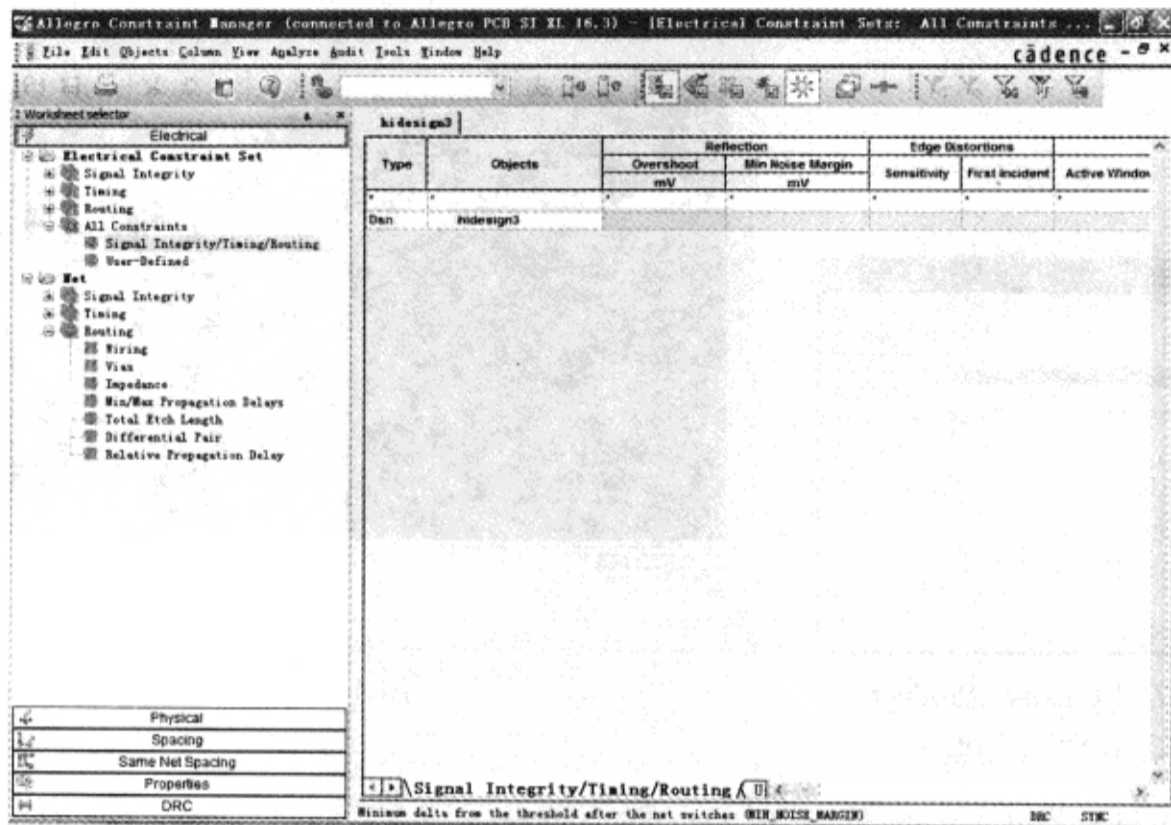 Allegro Constraint Manager (connected to Allegro PCB SI XL 16.3) - [Electrical Constraint Sets: All Constraints ...
File Edit Objects Column View Analyze Audit Tools Window Help
cādence
Worksheet selector
Electrical
Electrical Constraint Set
Signal Integrity
Timing
Routing
All Constraints
Signal Integrity/Timing/Routing
User-Defined
Net
Signal Integrity
Timing
Routing
Wiring
Vias
Impedance
Min/Max Propagation Delays
Total Etch Length
Differential Pair
Relative Propagation Delay
Physical
Spacing
Same Net Spacing
Properties
DRC
hidesign3
Type Objects Reflection Edge Distortions
Overshoot Min Noise Margin Sensitivity First Incident Active Window
mV mV
* * * * * * *
Dsn hidesign3
Signal Integrity/Timing/Routing U
Minimum delta from the threshold after the net switches (MIN_NOISE_MARGIN) DRC SYNC